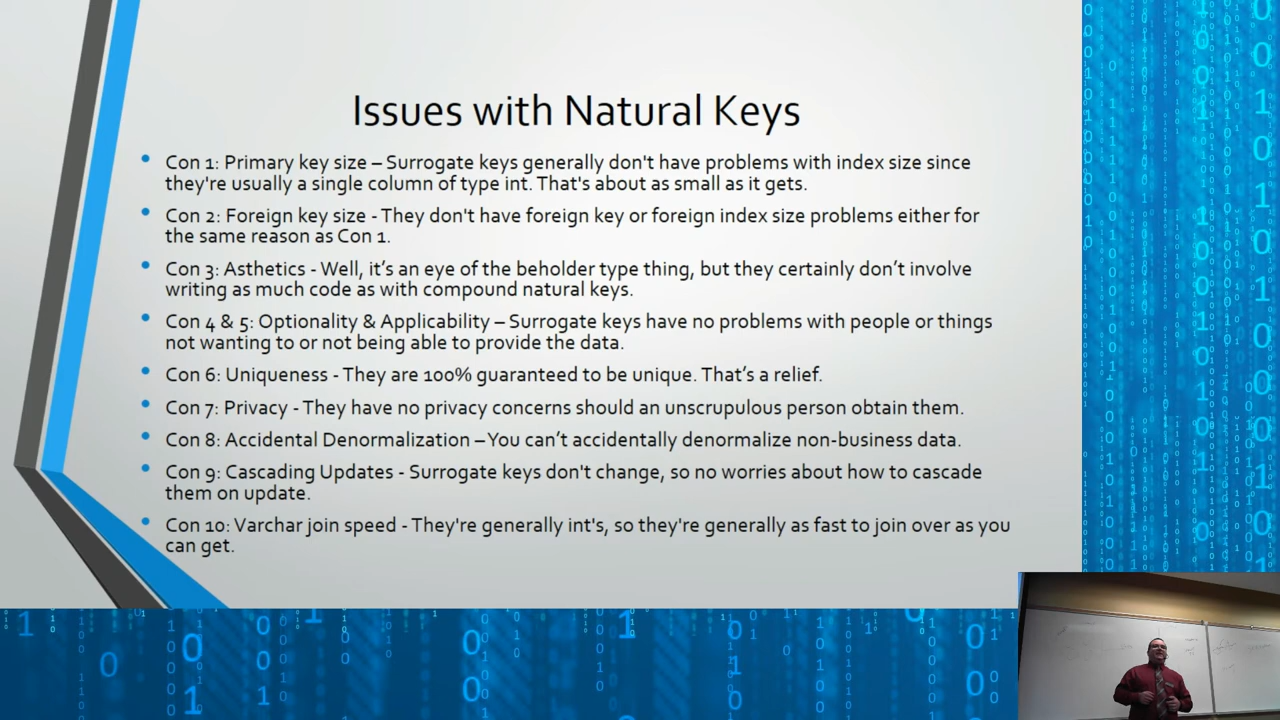 Issues with Natural Keys
• Con 1: Primary key size – Surrogate keys generally don't have problems with index size since
they're usually a single column of type int. That's about as small as it gets.
• Con 2: Foreign key size - They don't have foreign key or foreign index size problems either for
the same reason as Con 1.
• Con 3: Asthetics - Well, it’s an eye of the beholder type thing, but they certainly don’t involve
writing as much code as with compound natural keys.
• Con 4 & 5: Optionality & Applicability – Surrogate keys have no problems with people or things
not wanting to or not being able to provide the data.
• Con 6: Uniqueness - They are 100% guaranteed to be unique. That’s a relief.
• Con 7: Privacy - They have no privacy concerns should an unscrupulous person obtain them.
• Con 8: Accidental Denormalization – You can’t accidentally denormalize non-business data.
• Con 9: Cascading Updates - Surrogate keys don't change, so no worries about how to cascade
them on update.
• Con 10: Varchar join speed - They're generally int's, so they're generally as fast to join over as you
can get.